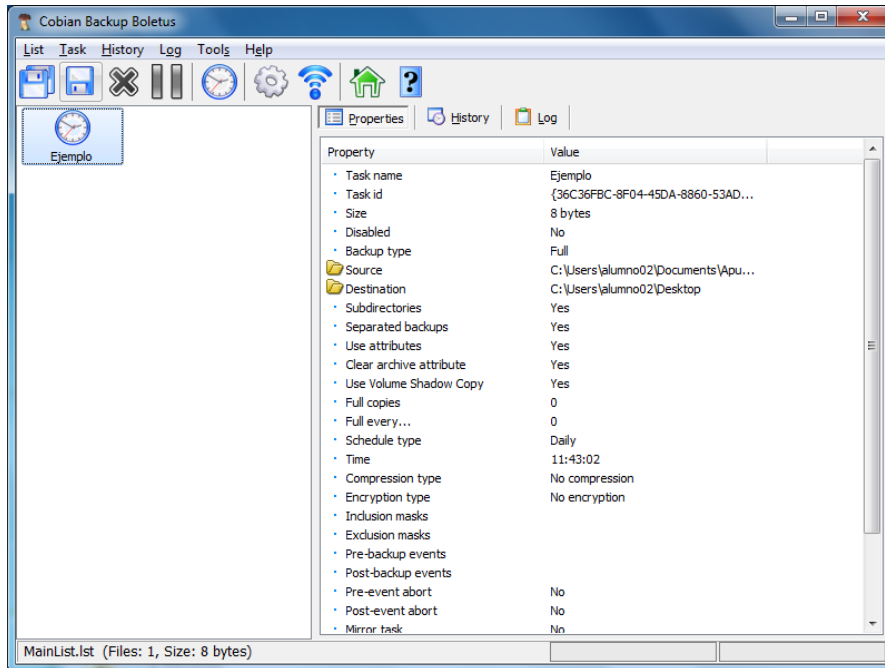 Cobian Backup Boletus
List Task History Log Tools Help
Ejemplo
Properties History Log
Property Value
Task name Ejemplo
Task id {36C36FBC-8F04-45DA-8860-53AD...
Size 8 bytes
Disabled No
Backup type Full
Source C:\Users\alumno02\Documents\Apu...
Destination C:\Users\alumno02\Desktop
Subdirectories Yes
Separated backups Yes
Use attributes Yes
Clear archive attribute Yes
Use Volume Shadow Copy Yes
Full copies 0
Full every... 0
Schedule type Daily
Time 11:43:02
Compression type No compression
Encryption type No encryption
Inclusion masks
Exclusion masks
Pre-backup events
Post-backup events
Pre-event abort No
Post-event abort No
Mirror task No
MainList.lst (Files: 1, Size: 8 bytes)